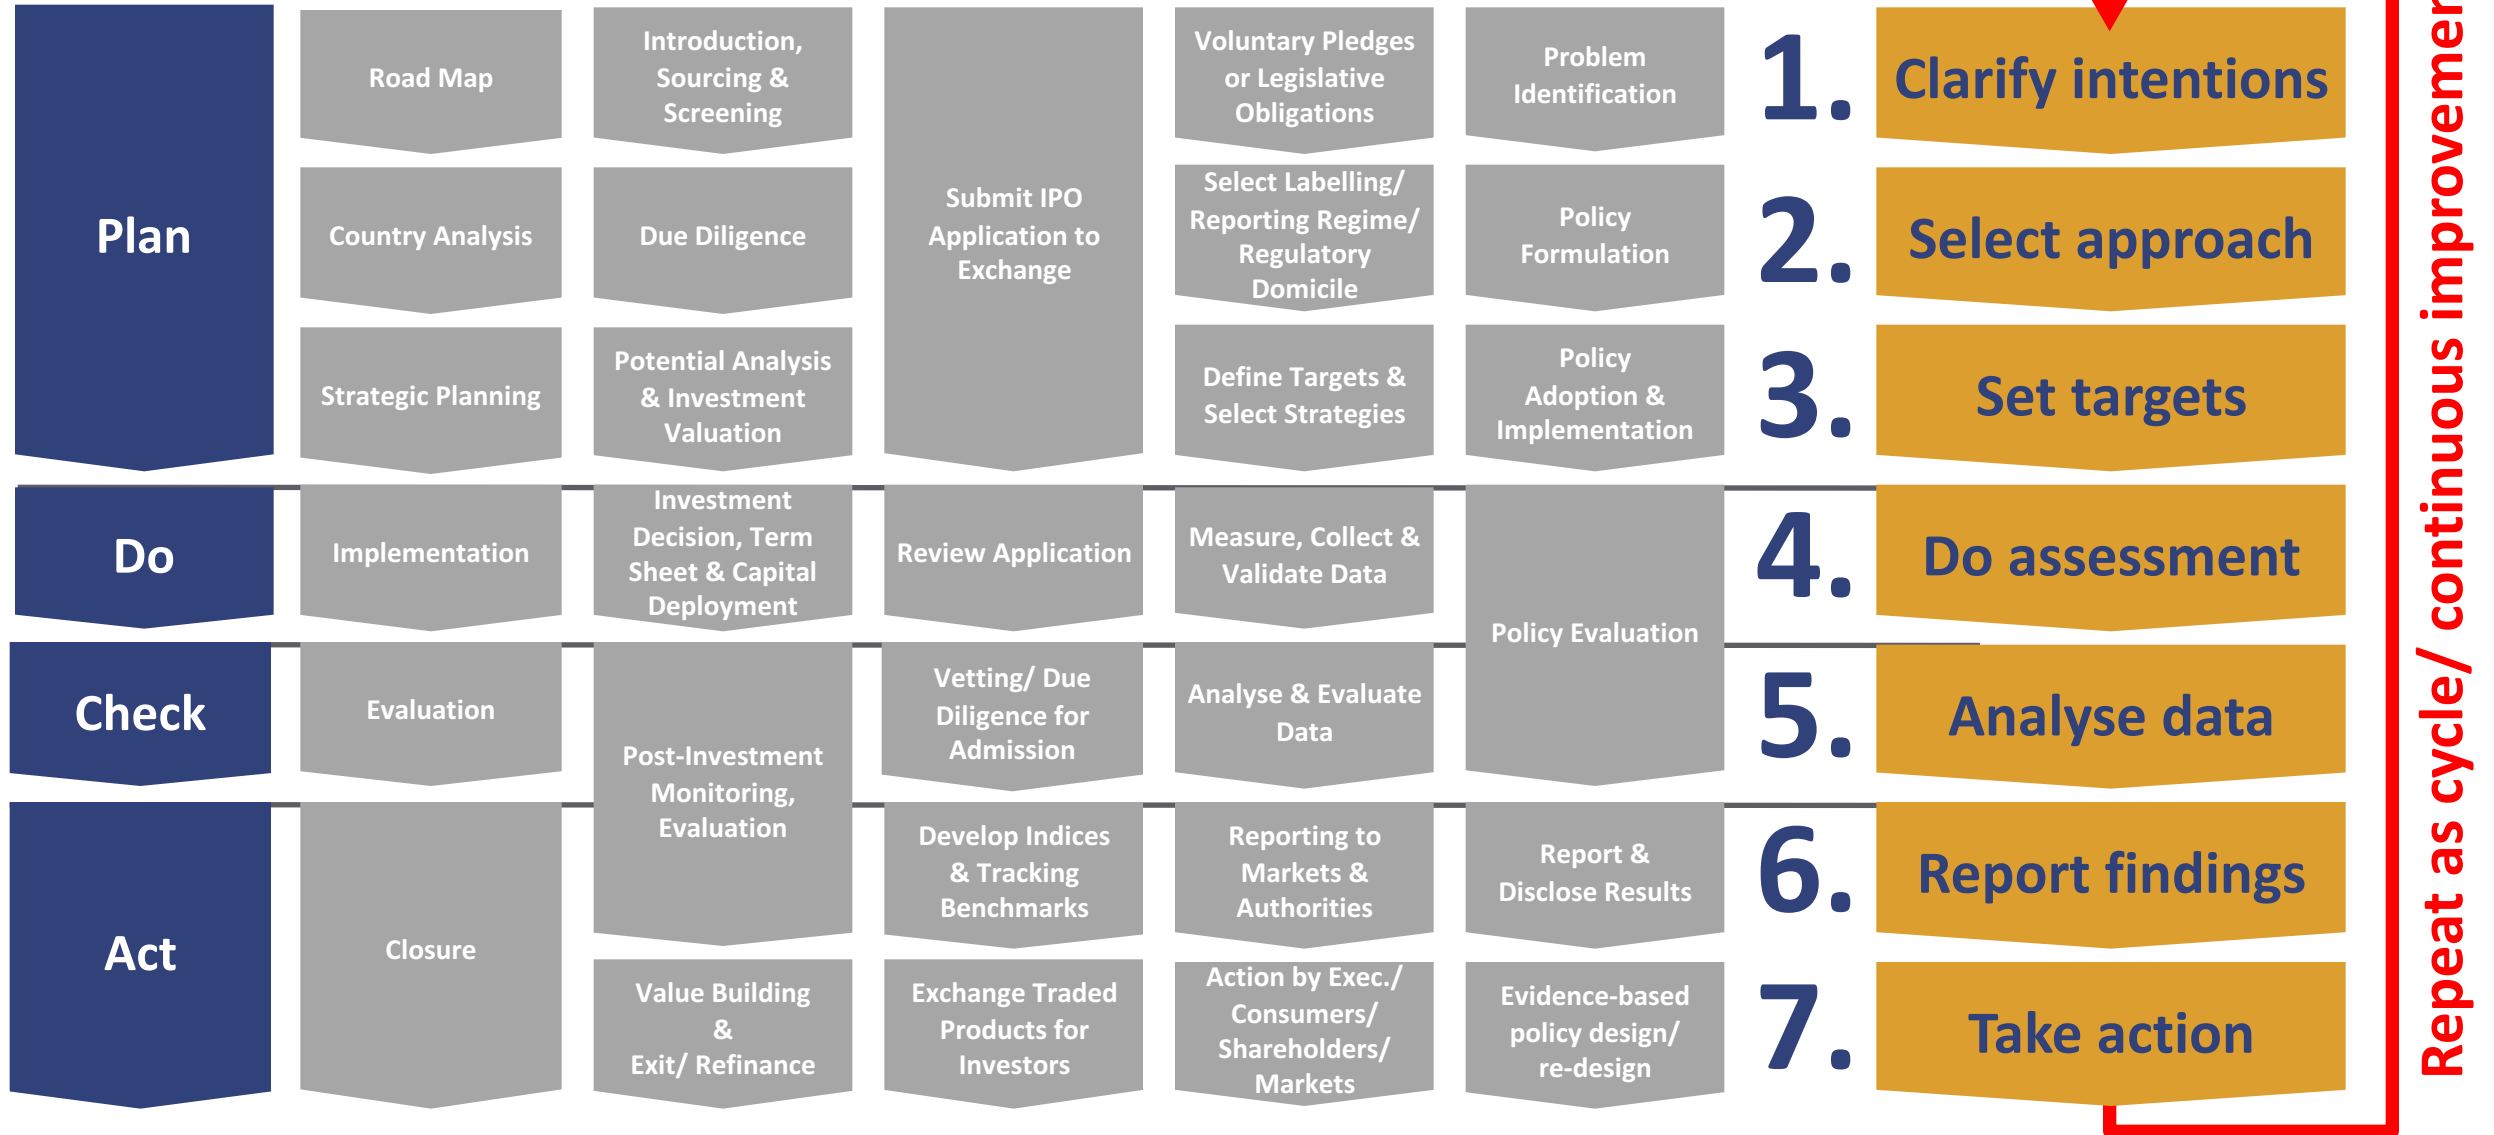 Plan
Do
Check
Act
Road Map
Country Analysis
Strategic Planning
Implementation
Evaluation
Closure
Introduction,
Sourcing &
Screening
Due Diligence
Potential Analysis
& Investment
Valuation
Investment
Decision, Term
Sheet & Capital
Deployment
Post-Investment
Monitoring,
Evaluation
Value Building
&
Exit/ Refinance
Submit IPO
Application to
Exchange
Review Application
Vetting/ Due
Diligence for
Admission
Develop Indices
& Tracking
Benchmarks
Exchange Traded
Products for
Investors
Voluntary Pledges
or Legislative
Obligations
Select Labelling/
Reporting Regime/
Regulatory
Domicile
Define Targets &
Select Strategies
Measure, Collect &
Validate Data
Analyse & Evaluate
Data
Reporting to
Markets &
Authorities
Action by Exec./
Consumers/
Shareholders/
Markets
Problem
Identification
Policy
Formulation
Policy
Adoption &
Implementation
Policy Evaluation
Report &
Disclose Results
Evidence-based
policy design/
re-design
1. Clarify intentions
2. Select approach
3. Set targets
4. Do assessment
5. Analyse data
6. Report findings
7. Take action
Repeat as cycle/ continuous